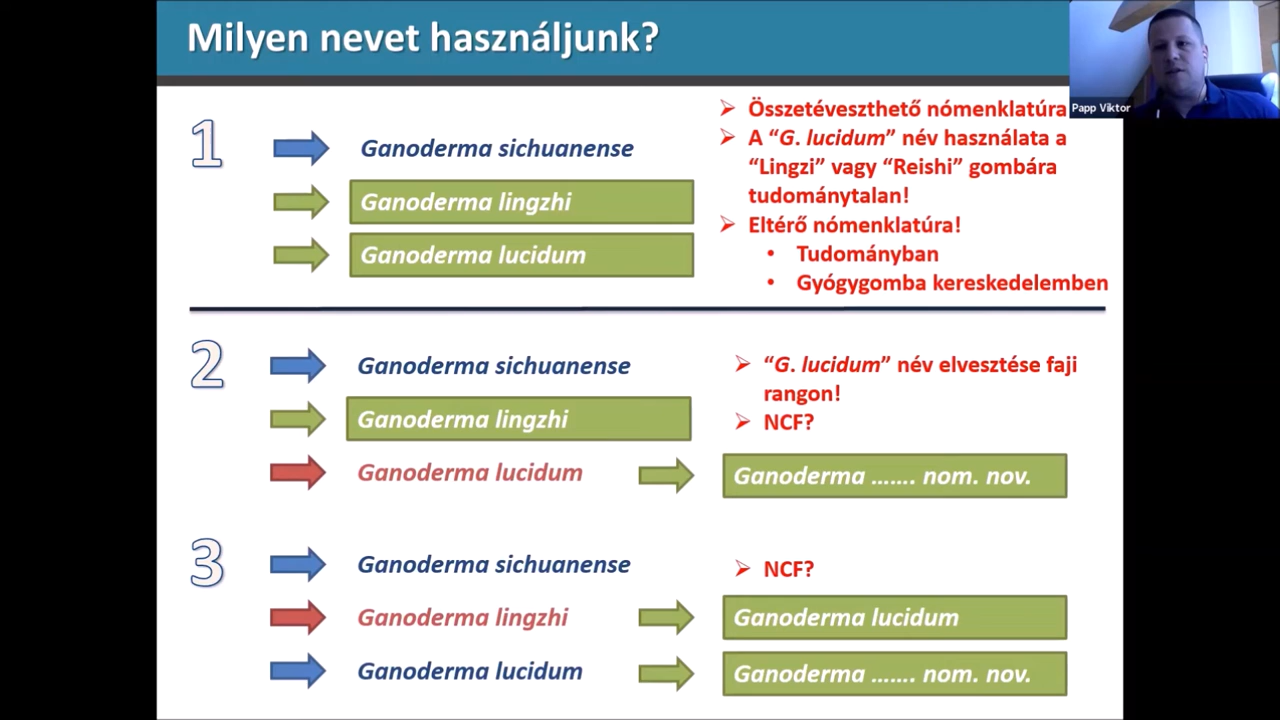 Milyen nevet használjunk?
Papp Viktor
1
Ganoderma sichuanense
Ganoderma lingzhi
Ganoderma lucidum
➢ Összetéveszthető nómenklatúra
➢ A “G. lucidum” név használata a
“Lingzi” vagy “Reishi” gombára
tudománytalan!
➢ Eltérő nómenklatúra!
• Tudományban
• Gyógygomba kereskedelemben
2
Ganoderma sichuanense
Ganoderma lingzhi
Ganoderma lucidum
➢ “G. lucidum” név elvesztése faji
rangon!
➢ NCF?
Ganoderma ……. nom. nov.
3
Ganoderma sichuanense
Ganoderma lingzhi
Ganoderma lucidum
➢ NCF?
Ganoderma lucidum
Ganoderma ……. nom. nov.